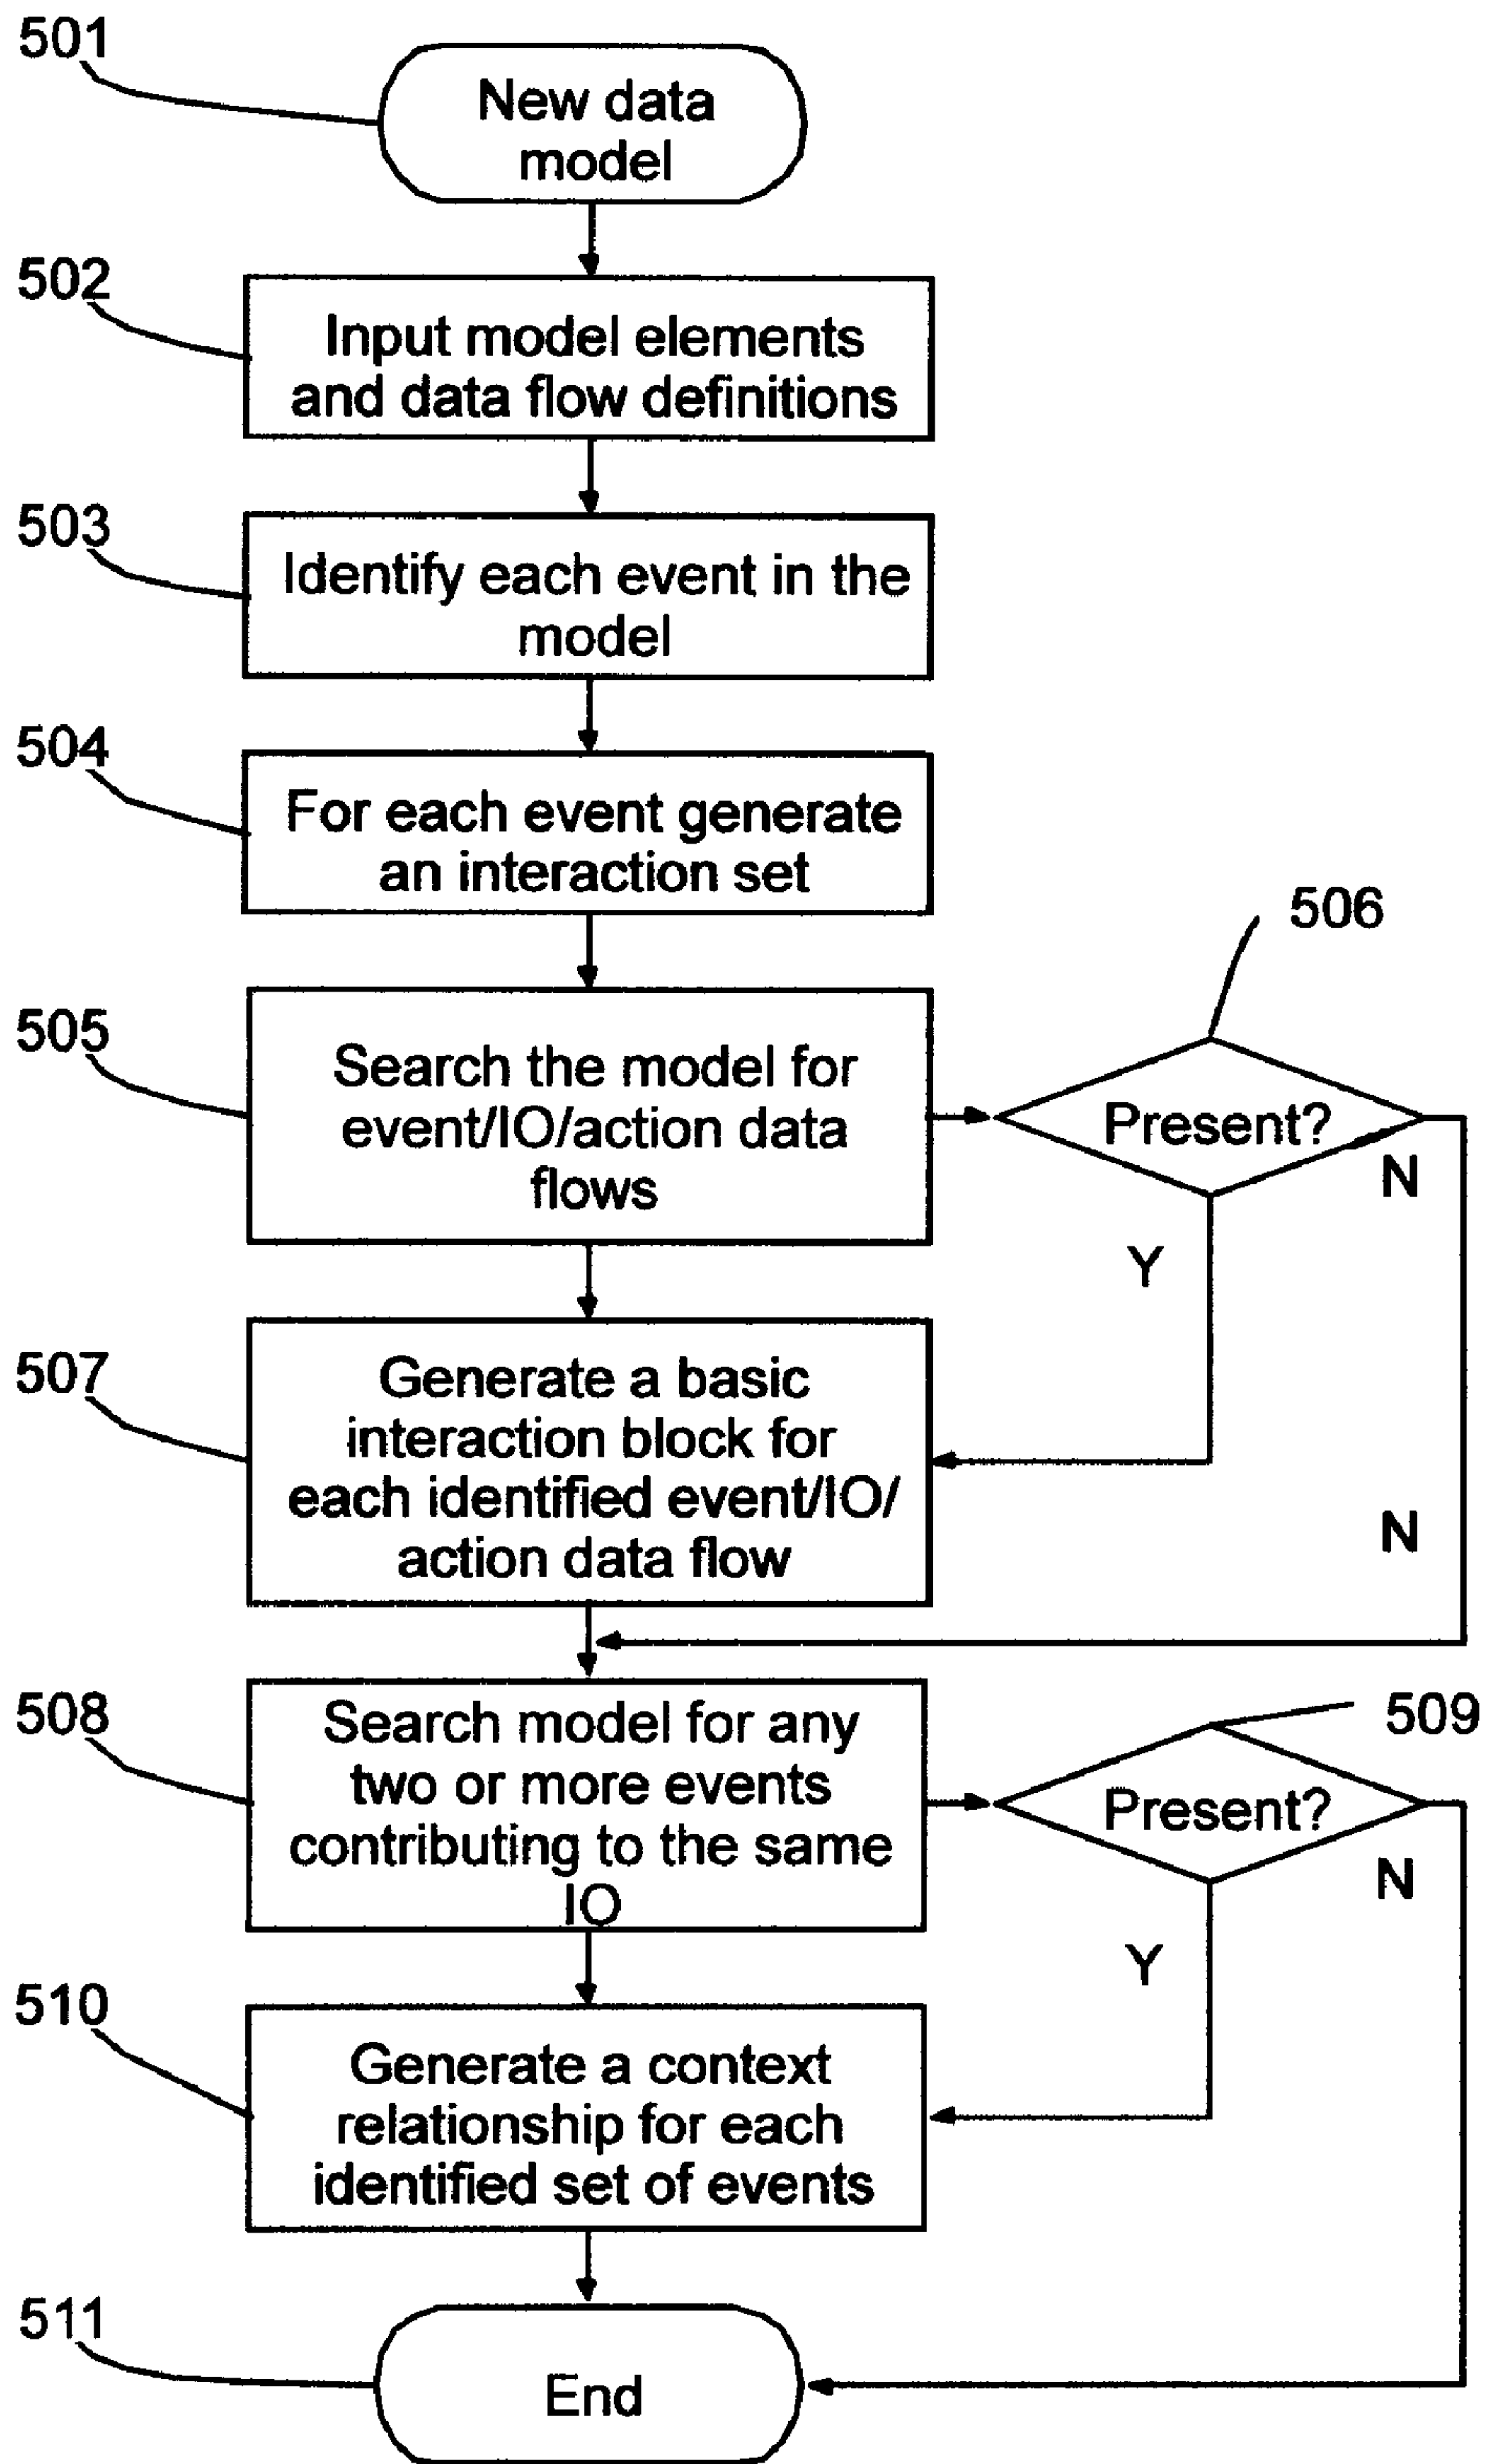 501
New data
model
502
Input model elements
and data flow definitions
503
Identify each event in the
model
504
For each event generate
an interaction set
506
505
Search the model for
event/IO/action data
flows
Present?
N
Y
507
Generate a basic
interaction block for
each identified event/IO/
action data flow
N
508
Search model for any
two or more events
contributing to the same
IO
509
Present?
N
Y
510
Generate a context
relationship for each
identified set of events
511
End